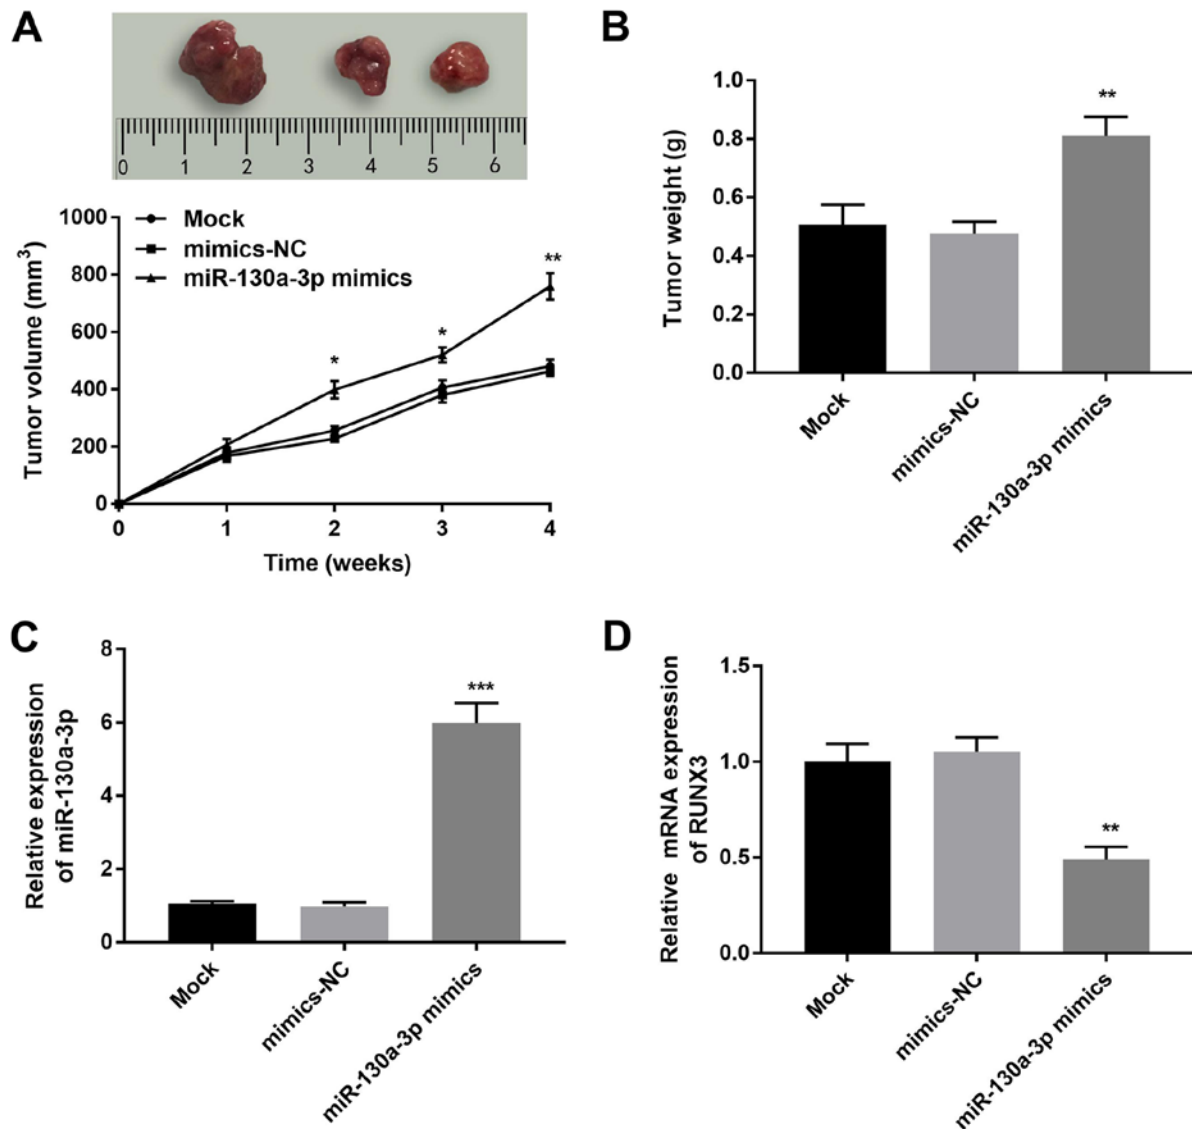 A
0 1 2 3 4 5 6
1000
800
600
400
200
0
Tumor volume (mm³)
Mock
mimics-NC
miR-130a-3p mimics
*
*
**
0 1 2 3 4
Time (weeks)
B
1.0
0.8
0.6
0.4
0.2
0.0
Tumor weight (g)
**
Mock
mimics-NC
miR-130a-3p mimics
C
8
6
4
2
0
Relative expression
of miR-130a-3p
***
Mock
mimics-NC
miR-130a-3p mimics
D
1.5
1.0
0.5
0.0
Relative mRNA expression
of RUNX3
**
Mock
mimics-NC
miR-130a-3p mimics